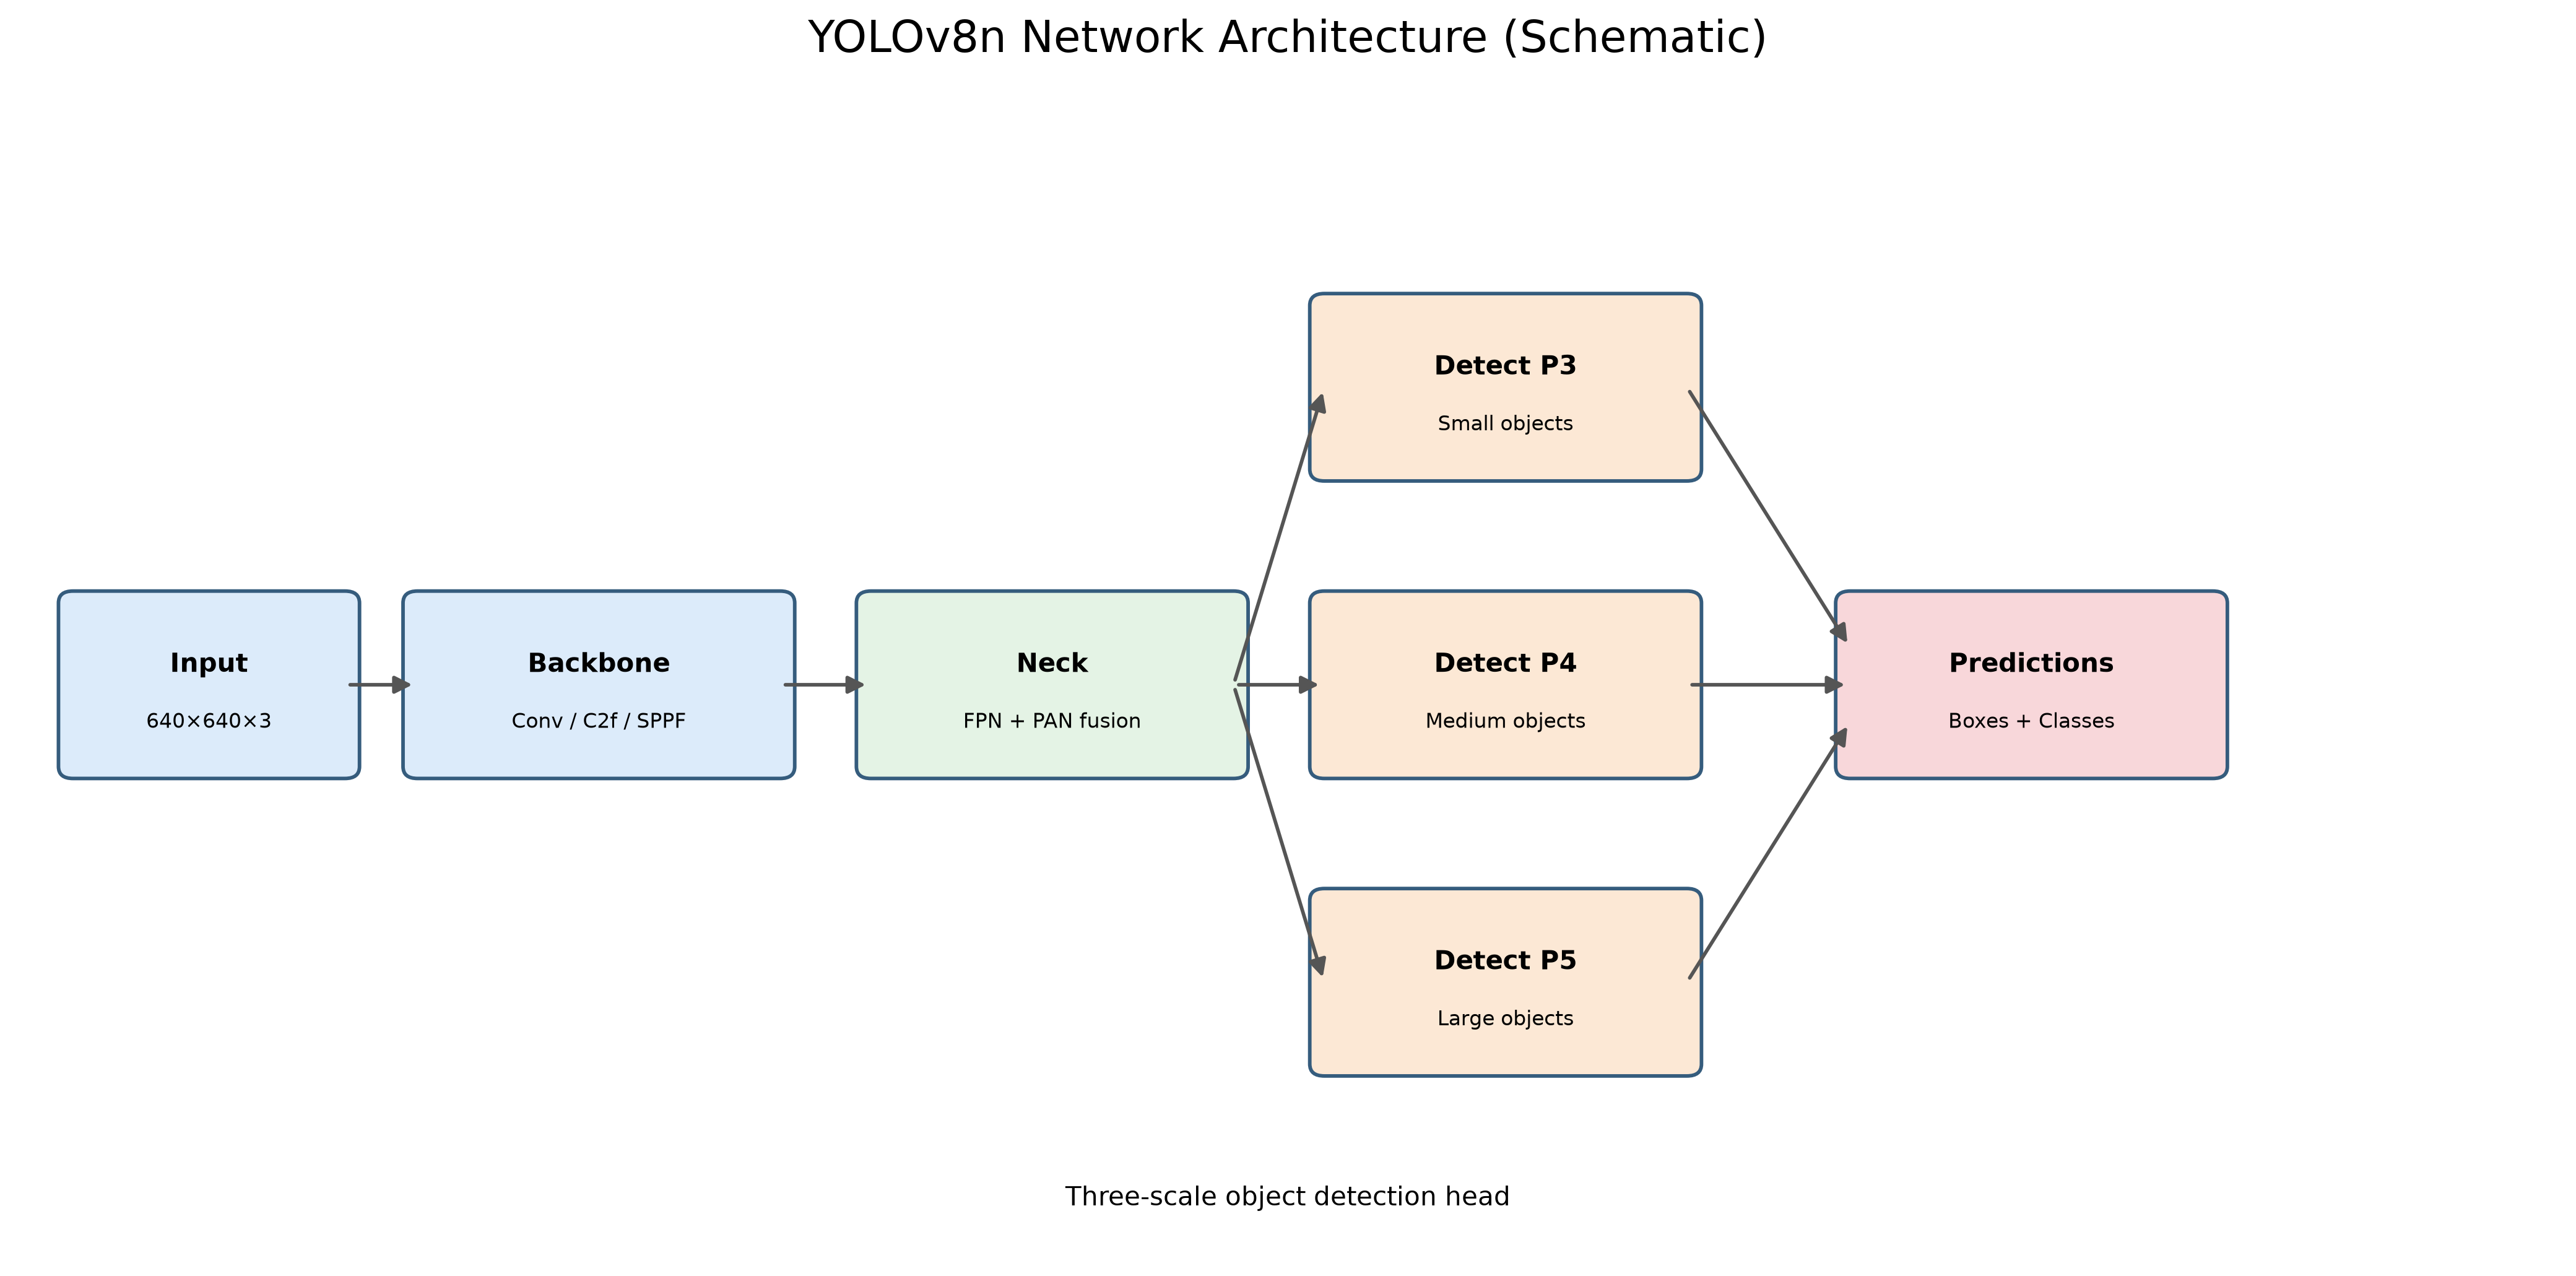 YOLOv8n Network Architecture (Schematic)
Input
640×640×3
Backbone
Conv / C2f / SPPF
Neck
FPN + PAN fusion
Detect P3
Small objects
Detect P4
Medium objects
Detect P5
Large objects
Predictions
Boxes + Classes
Three-scale object detection head